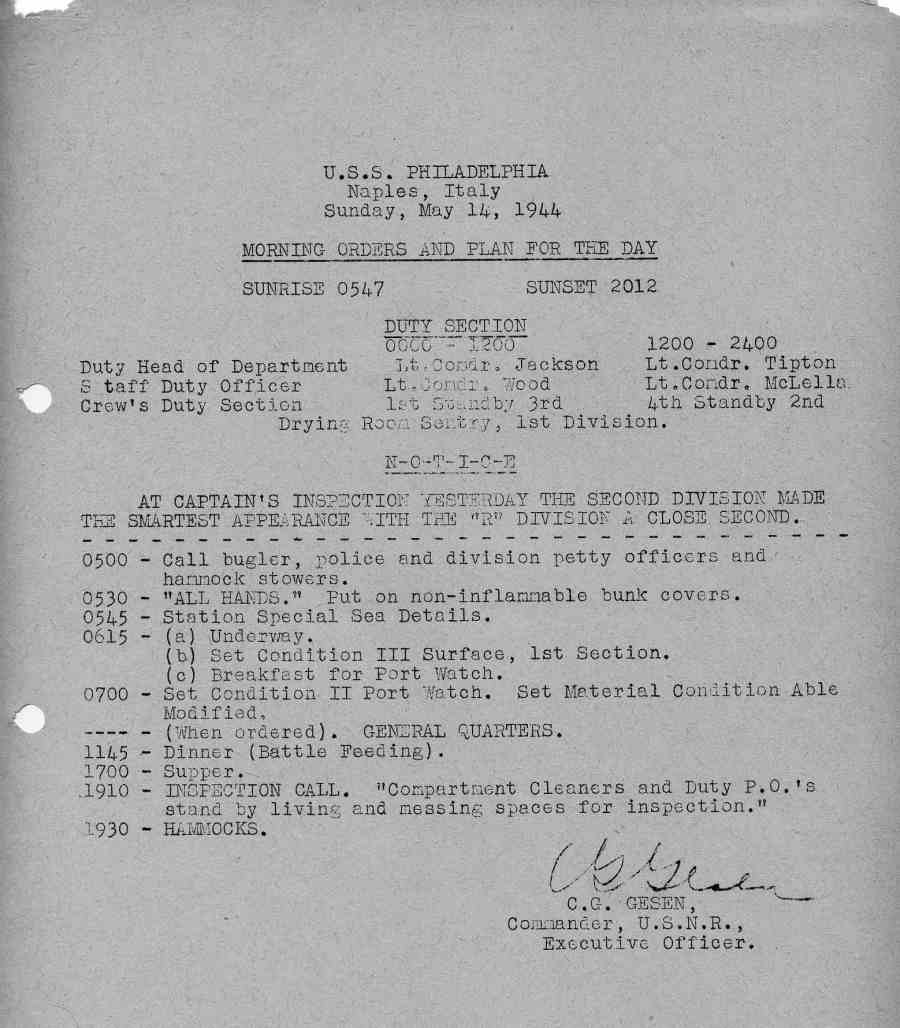 U.S.S. PHILADELPHIA
Naples, Italy
Sunday, May 14, 1944
MORNING ORDERS AND PLAN FOR THE DAY
SUNRISE 0547 SUNSET 2012
DUTY SECTION
0000 - 1200 1200 - 2400
Duty Head of Department Lt.Comdr. Jackson Lt.Comdr. Tipton
S taff Duty Officer Lt.Comdr. Wood Lt.Comdr. McLella
Crew's Duty Section 1st Standby 3rd 4th Standby 2nd
Drying Room Sentry, 1st Division.
N-O-T-I-C-E
AT CAPTAIN'S INSPECTION YESTERDAY THE SECOND DIVISION MADE
THE SMARTEST APPEARANCE WITH THE "R" DIVISION A CLOSE SECOND.
- - - - - - - - - - - - - - - - - - - - - - - - - - - - - - - - -
0500 - Call bugler, police and division petty officers and
hammock stowers.
0530 - "ALL HANDS." Put on non-inflammable bunk covers.
0545 - Station Special Sea Details.
0615 - (a) Underway.
(b) Set Condition III Surface, 1st Section.
(c) Breakfast for Port Watch.
0700 - Set Condition II Port Watch. Set Material Condition Able
Modified.
---- - (When ordered). GENERAL QUARTERS.
1145 - Dinner (Battle Feeding).
1700 - Supper.
1910 - INSPECTION CALL. "Compartment Cleaners and Duty P.O.'s
stand by living and messing spaces for inspection."
1930 - HAMMOCKS.
CG Gesen
C.G. GESEN,
Commander, U.S.N.R.,
Executive Officer.